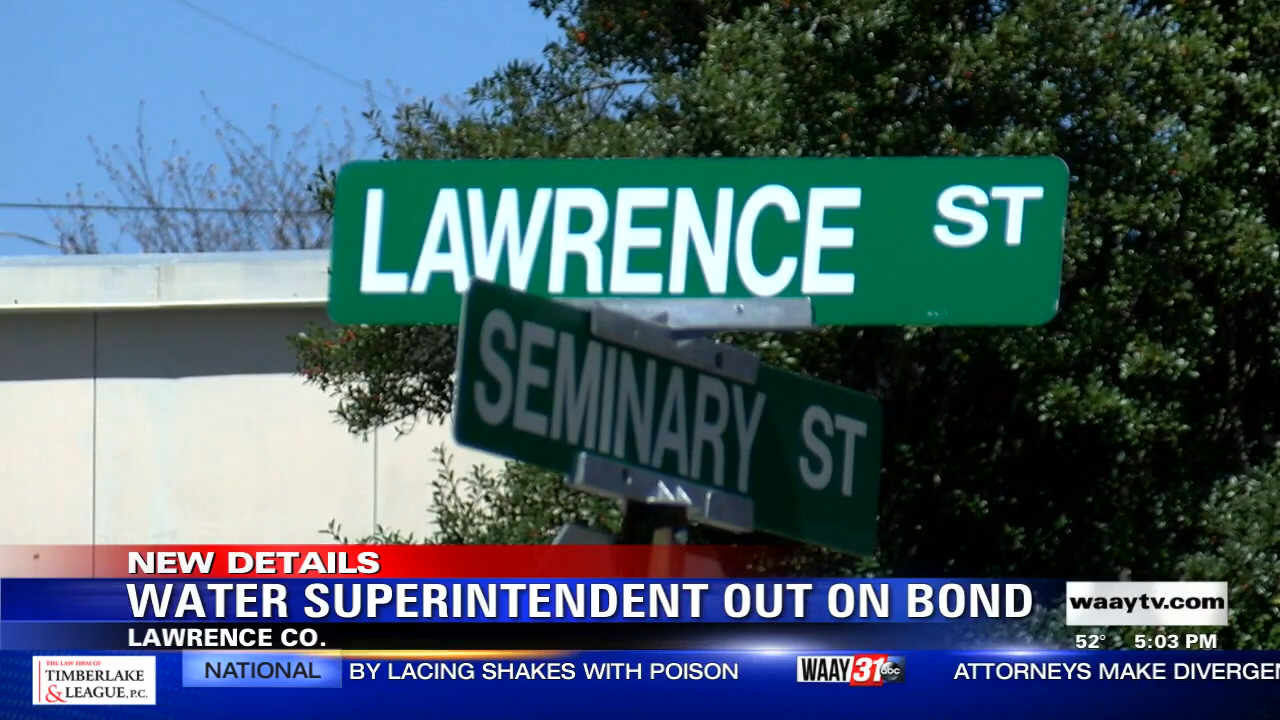 LAWRENCE ST
SEMINARY ST
NEW DETAILS
WATER SUPERINTENDENT OUT ON BOND
waaytv.com
LAWRENCE CO.
52° 5:03 PM
THE LAW FIRM OF
TIMBERLAKE
& LEAGUE, P.C.
NATIONAL
BY LACING SHAKES WITH POISON
WAAY 31 abc
ATTORNEYS MAKE DIVERGE